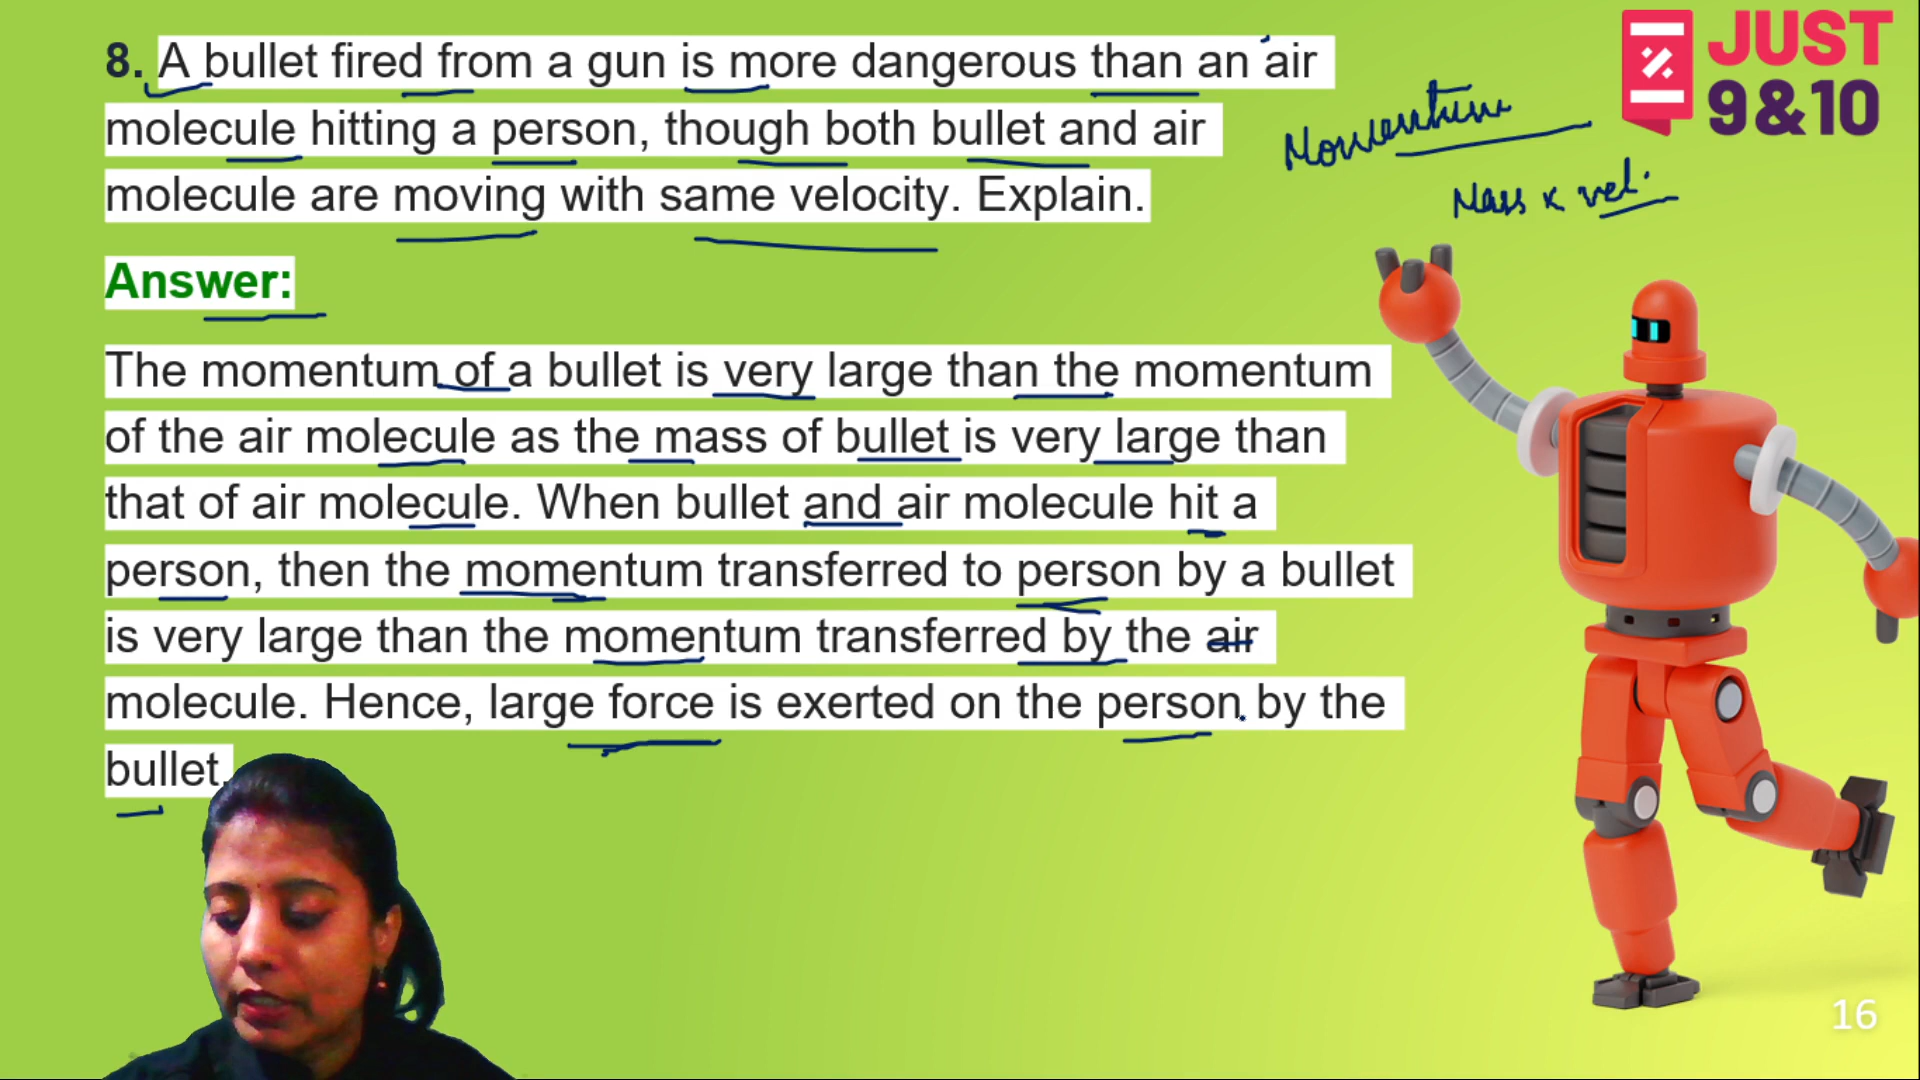 8. A bullet fired from a gun is more dangerous than an air
molecule hitting a person, though both bullet and air
molecule are moving with same velocity. Explain.
Answer:
The momentum of a bullet is very large than the momentum
of the air molecule as the mass of bullet is very large than
that of air molecule. When bullet and air molecule hit a
person, then the momentum transferred to person by a bullet
is very large than the momentum transferred by the air
molecule. Hence, large force is exerted on the person by the
bullet.
Momentum
Mass x vel.
JUST
9&10
16